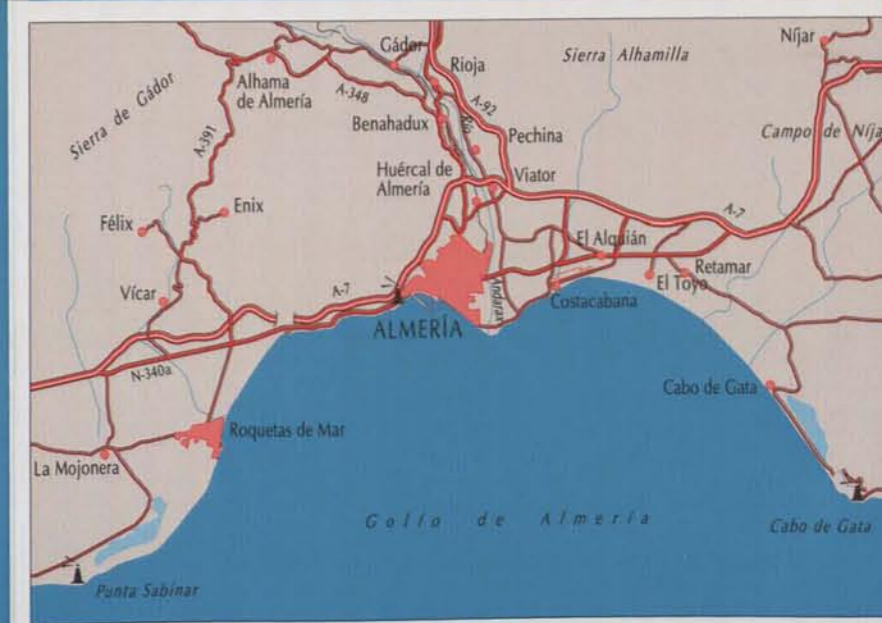 Gádor
Níjar
Sierra Alhamilla
Rioja
Alhama
de Almería
A-348
A-92
Sierra de Gádor
Benahadux
Río
Pechina
Campo de Níja
A-391
Huércal de
Almería
Viator
Enix
Félix
A-7
El Alquián
Retamar
El Toyo
Vícar
A-7
Andarax
Costacabana
ALMERÍA
N-340a
Cabo de Gata
Roquetas de Mar
La Mojonera
Golfo de Almería
Cabo de Gata
Punta Sabinar